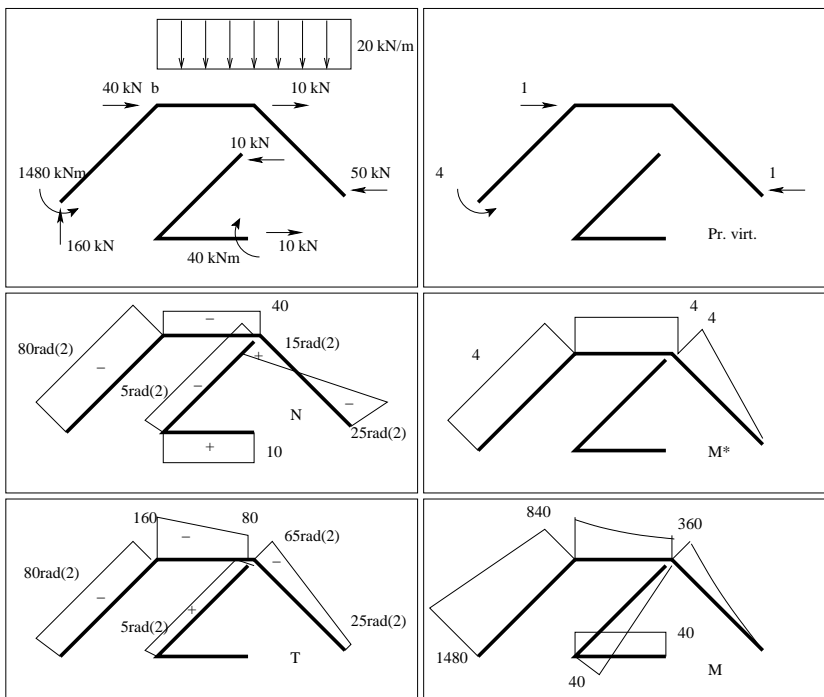 20 kN/m
40 kN b
10 kN
10 kN
1480 kNm
50 kN
160 kN
40 kNm
10 kN
1
4
1
Pr. virt.
40
80rad(2)
15rad(2)
5rad(2)
N
25rad(2)
10
–
–
–
+
–
+
4
4
4
M*
160
80
65rad(2)
80rad(2)
5rad(2)
25rad(2)
T
–
–
+
–
840
360
1480
40
40
M